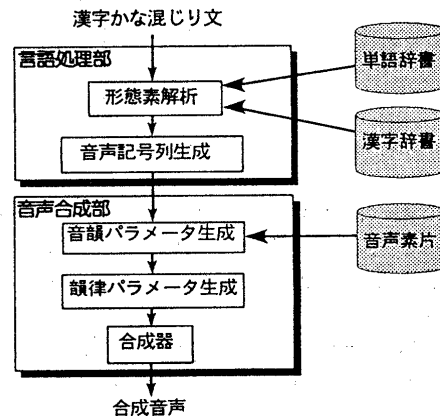 漢字かな混じり文
言語処理部
単語辞書
形態素解析
漢字辞書
音声記号列生成
音声合成部
音韻パラメータ生成
音声素片
韻律パラメータ生成
合成器
合成音声